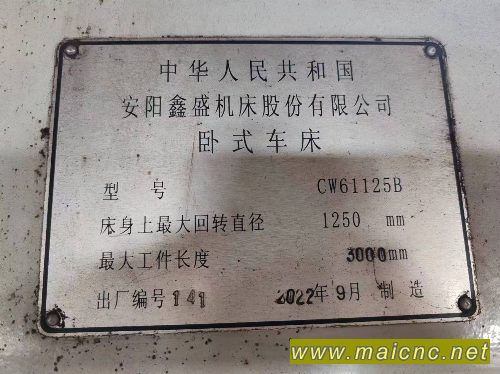 中华人民共和国
安阳鑫盛机床股份有限公司
卧式车床
型号 CW61125B
床身上最大回转直径 1250 mm
最大工件长度 3000mm
出厂编号141 2022年9月 制造
www.maicnc.net